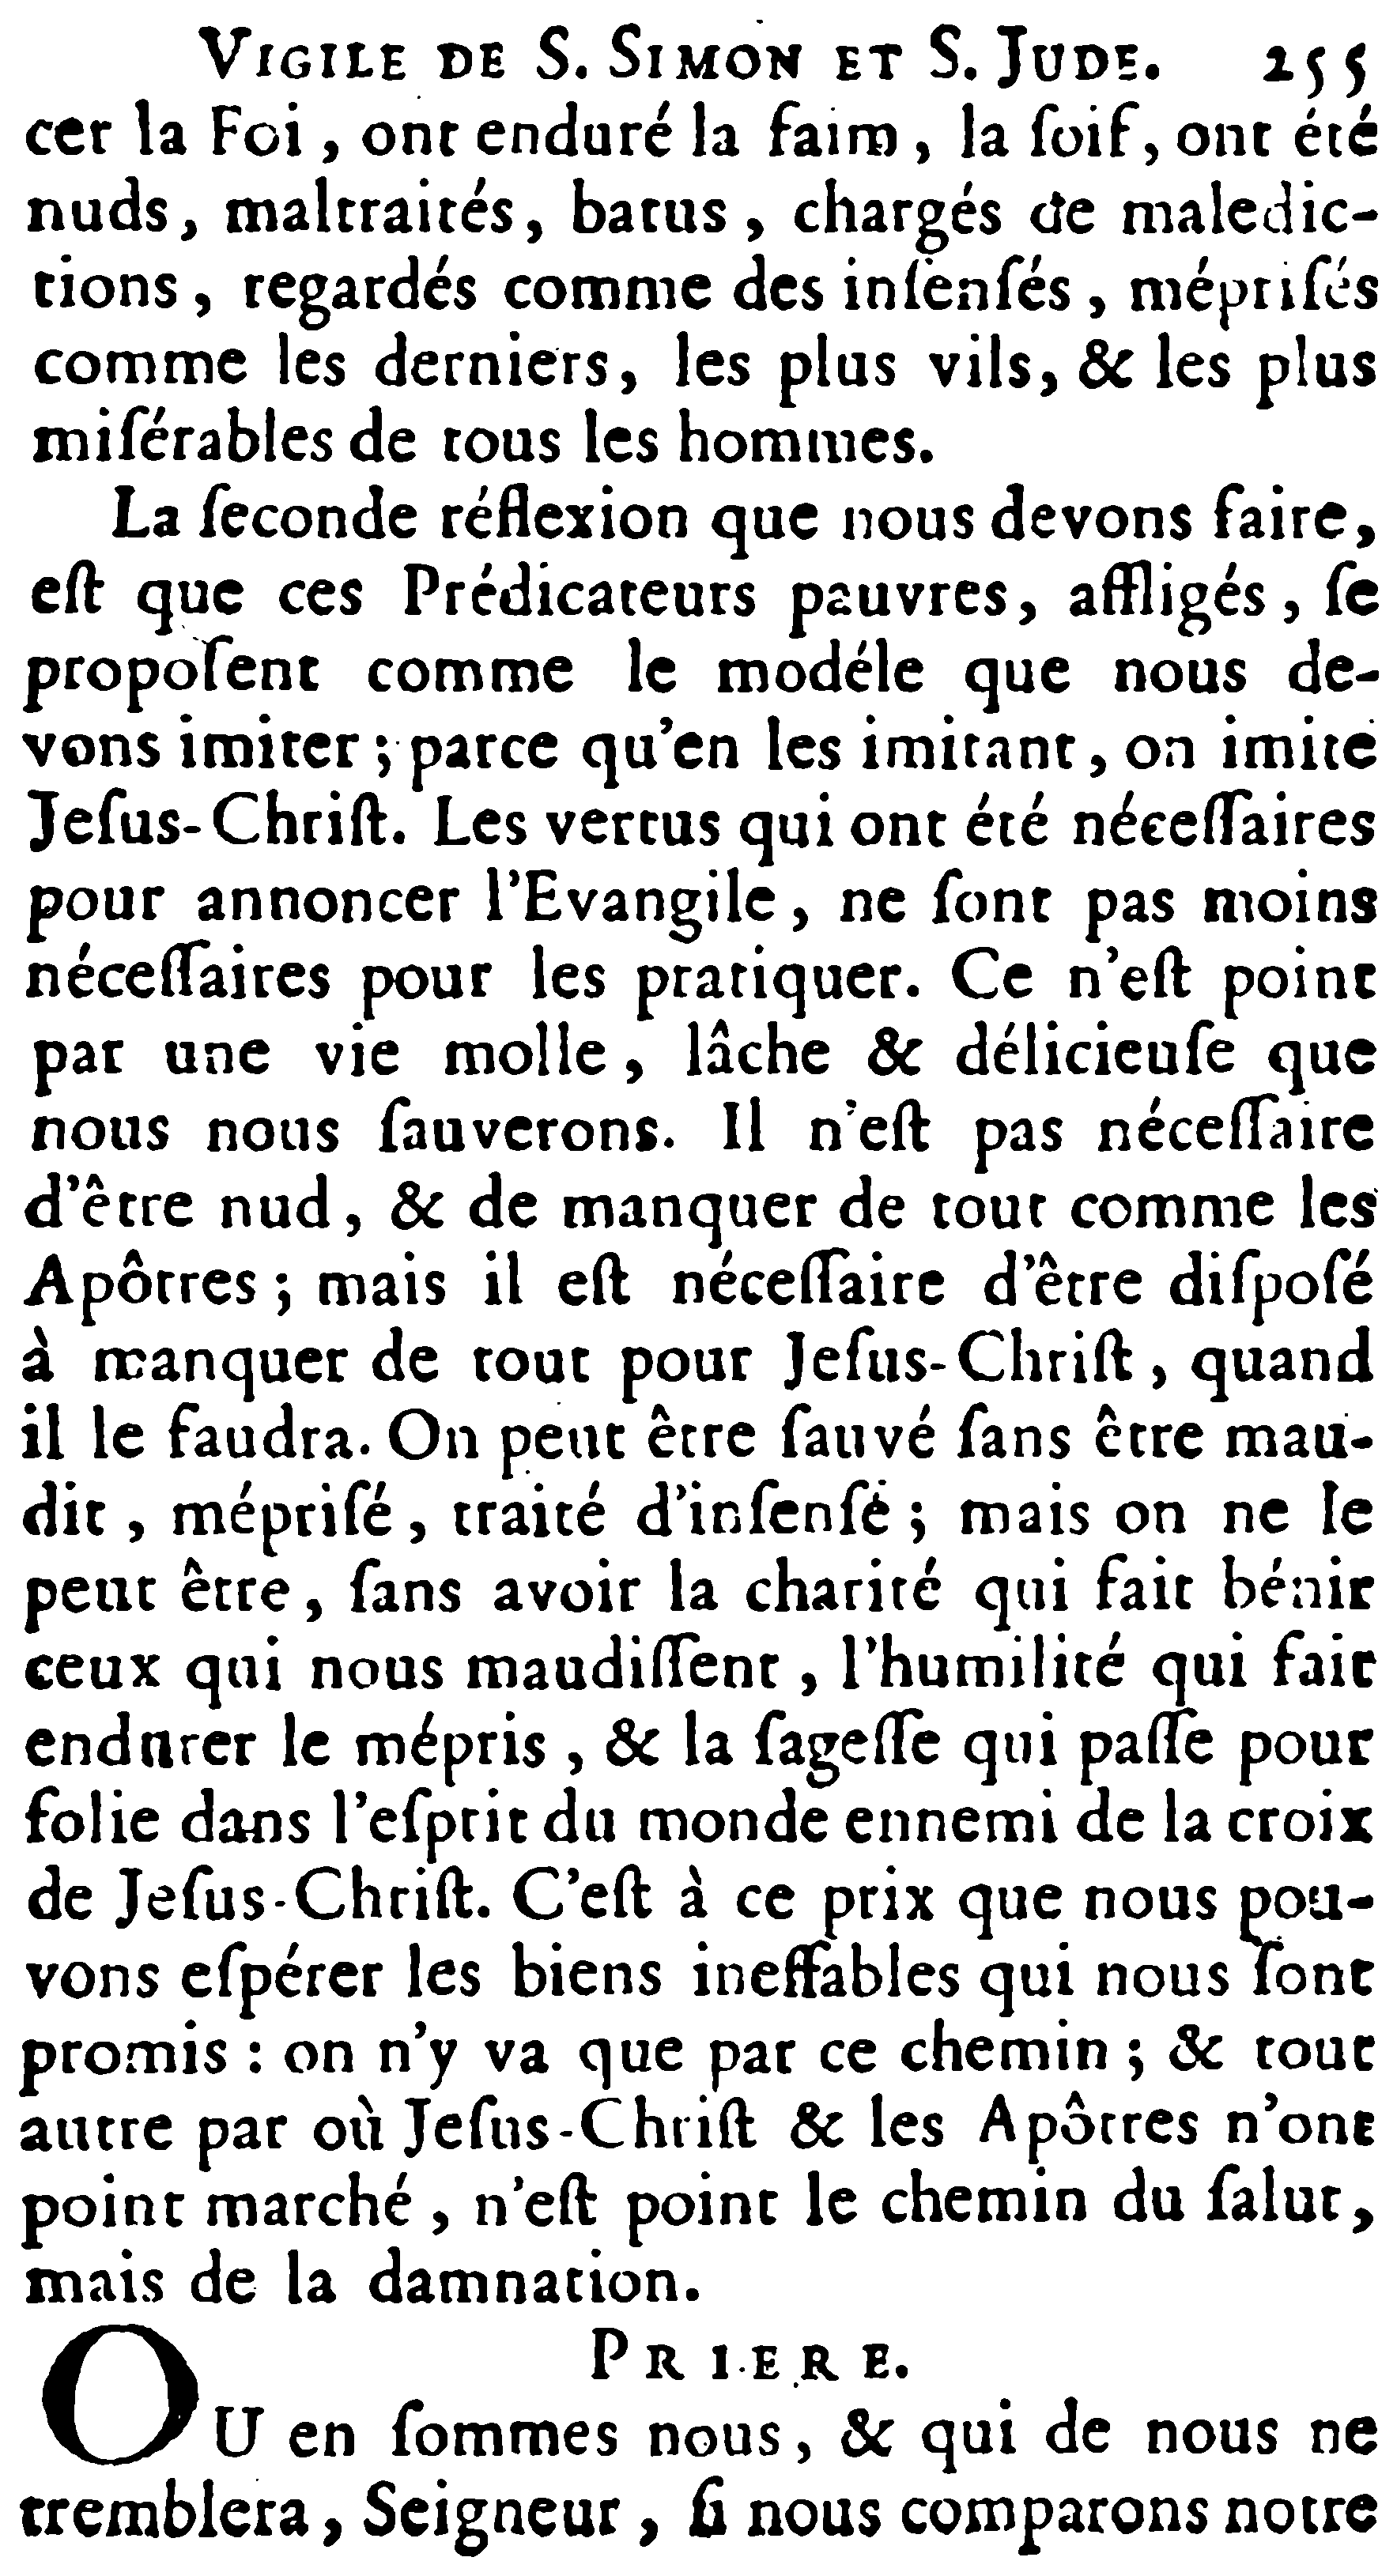 VIGILE DE S. SIMON ET S. JUDE. 255
cer la Foi, ont enduré la faim, la ſoif, ont été
nuds, maltraités, batus, chargés de maledic-
tions, regardés comme des inſenſés, mépriſés
comme les derniers, les plus vils, & les plus
miſérables de tous les hommes.
La ſeconde réflexion que nous devons faire,
eſt que ces Prédicateurs pauvres, affligés, ſe
propoſent comme le modéle que nous de-
vons imiter; parce qu'en les imitant, on imite
Jeſus-Chriſt. Les vertus qui ont été néceſſaires
pour annoncer l'Evangile, ne ſont pas moins
néceſſaires pour les pratiquer. Ce n'eſt point
par une vie molle, lâche & délicieuſe que
nous nous ſauverons. Il n'eſt pas néceſſaire
d'être nud, & de manquer de tout comme les
Apôtres; mais il eſt néceſſaire d'être diſpoſé
à manquer de tout pour Jeſus-Chriſt, quand
il le faudra. On peut être ſauvé ſans être mau-
dit, mépriſé, traité d'inſenſé; mais on ne le
peut être, ſans avoir la charité qui fait bénir
ceux qui nous maudiſſent, l'humilité qui fait
endurer le mépris, & la ſageſſe qui paſſe pour
folie dans l'eſprit du monde ennemi de la croix
de Jeſus-Chriſt. C'eſt à ce prix que nous pou-
vons eſpérer les biens ineffables qui nous ſont
promis: on n'y va que par ce chemin; & tout
autre par où Jeſus-Chriſt & les Apôtres n'ont
point marché, n'eſt point le chemin du ſalut,
mais de la damnation.
PRIERE.
OU en ſommes nous, & qui de nous ne
tremblera, Seigneur, ſi nous comparons notre